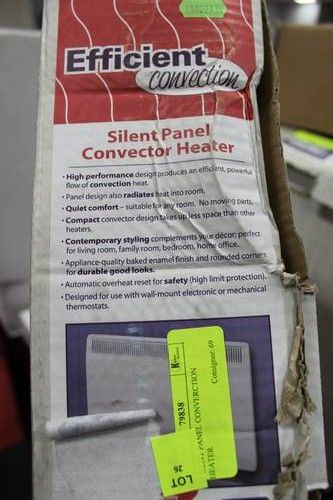 Efficient
convection
Silent Panel
Convector Heater
• High performance design produces an efficient, powerful
flow of convection heat.
• Panel design also radiates heat into room.
• Quiet comfort – suitable for any room. No moving parts.
• Compact convector design takes up less space than other
heaters.
• Contemporary styling complements your décor; perfect
for living room, family room, bedroom, home office.
• Appliance-quality baked enamel finish and rounded corners
for durable good looks.
• Automatic overheat reset for safety (high limit protection).
• Designed for use with wall-mount electronic or mechanical
thermostats.
79838
Consignor: 69
PANEL CONVERCTION
HEATER
LOT
26